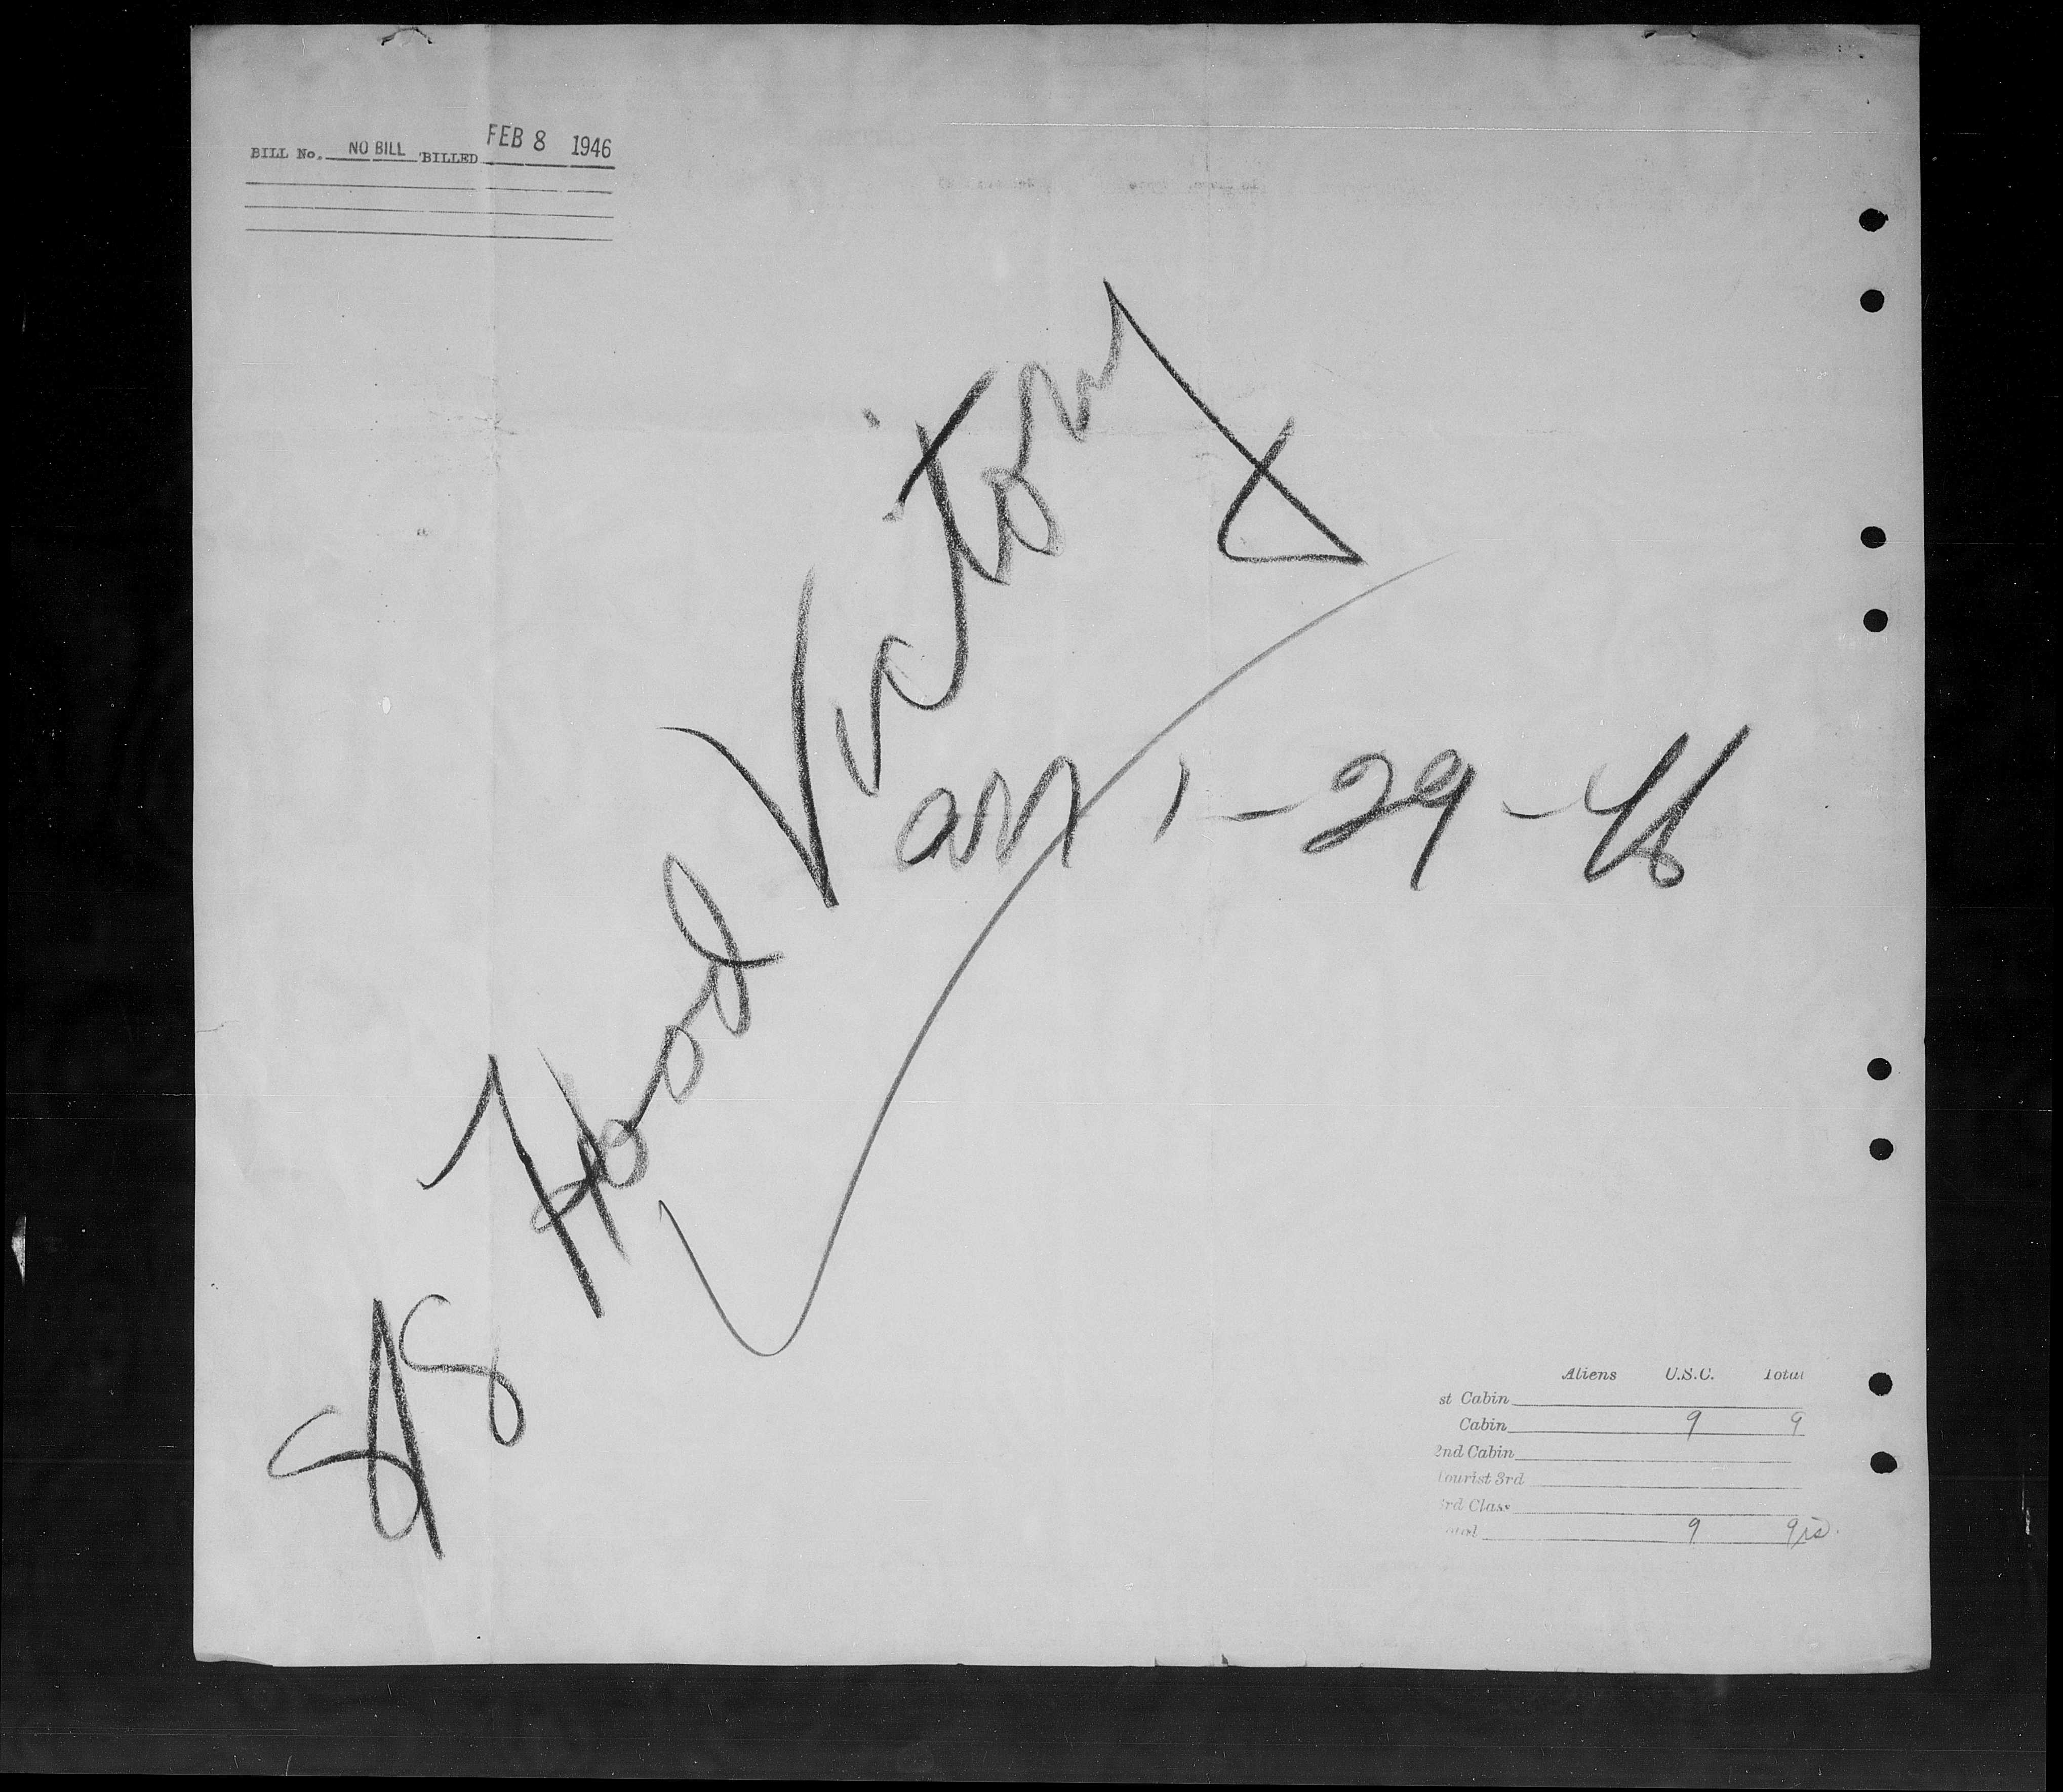 BILL No. NO BILL BILLED FEB 8 1946
SS Hood Victory
arr 1-29-46
Aliens U.S.C. Total
st Cabin
Cabin 9 9
2nd Cabin
Tourist 3rd
3rd Class
Total 9 9